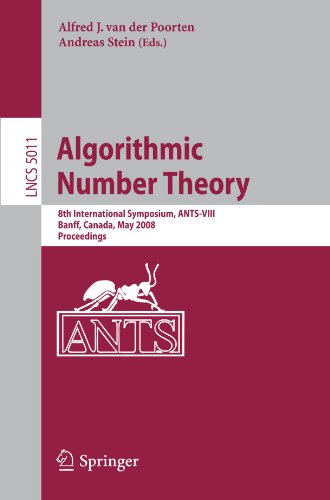 Alfred J. van der Poorten
Andreas Stein (Eds.)
LNCS 5011
Algorithmic
Number Theory
8th International Symposium, ANTS-VIII
Banff, Canada, May 2008
Proceedings
ANTS
Springer